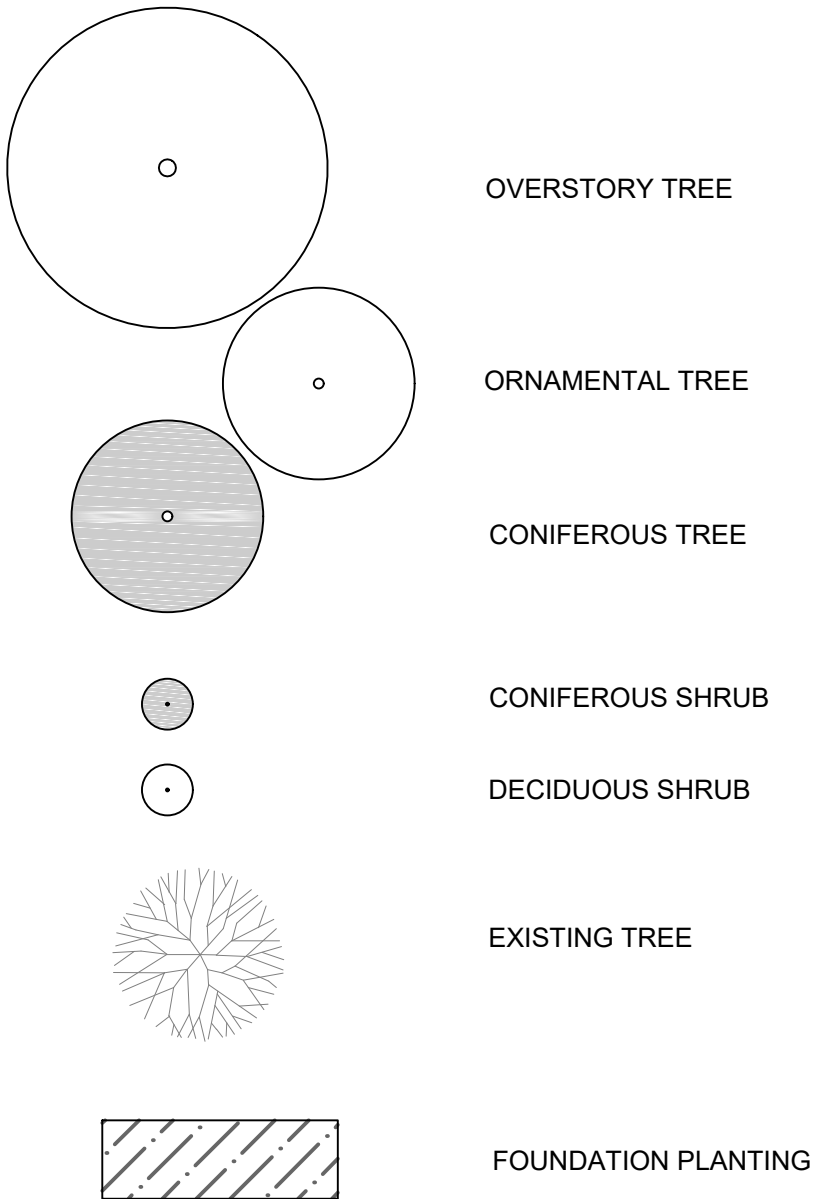 OVERSTORY TREE
ORNAMENTAL TREE
CONIFEROUS TREE
CONIFEROUS SHRUB
DECIDUOUS SHRUB
EXISTING TREE
FOUNDATION PLANTING